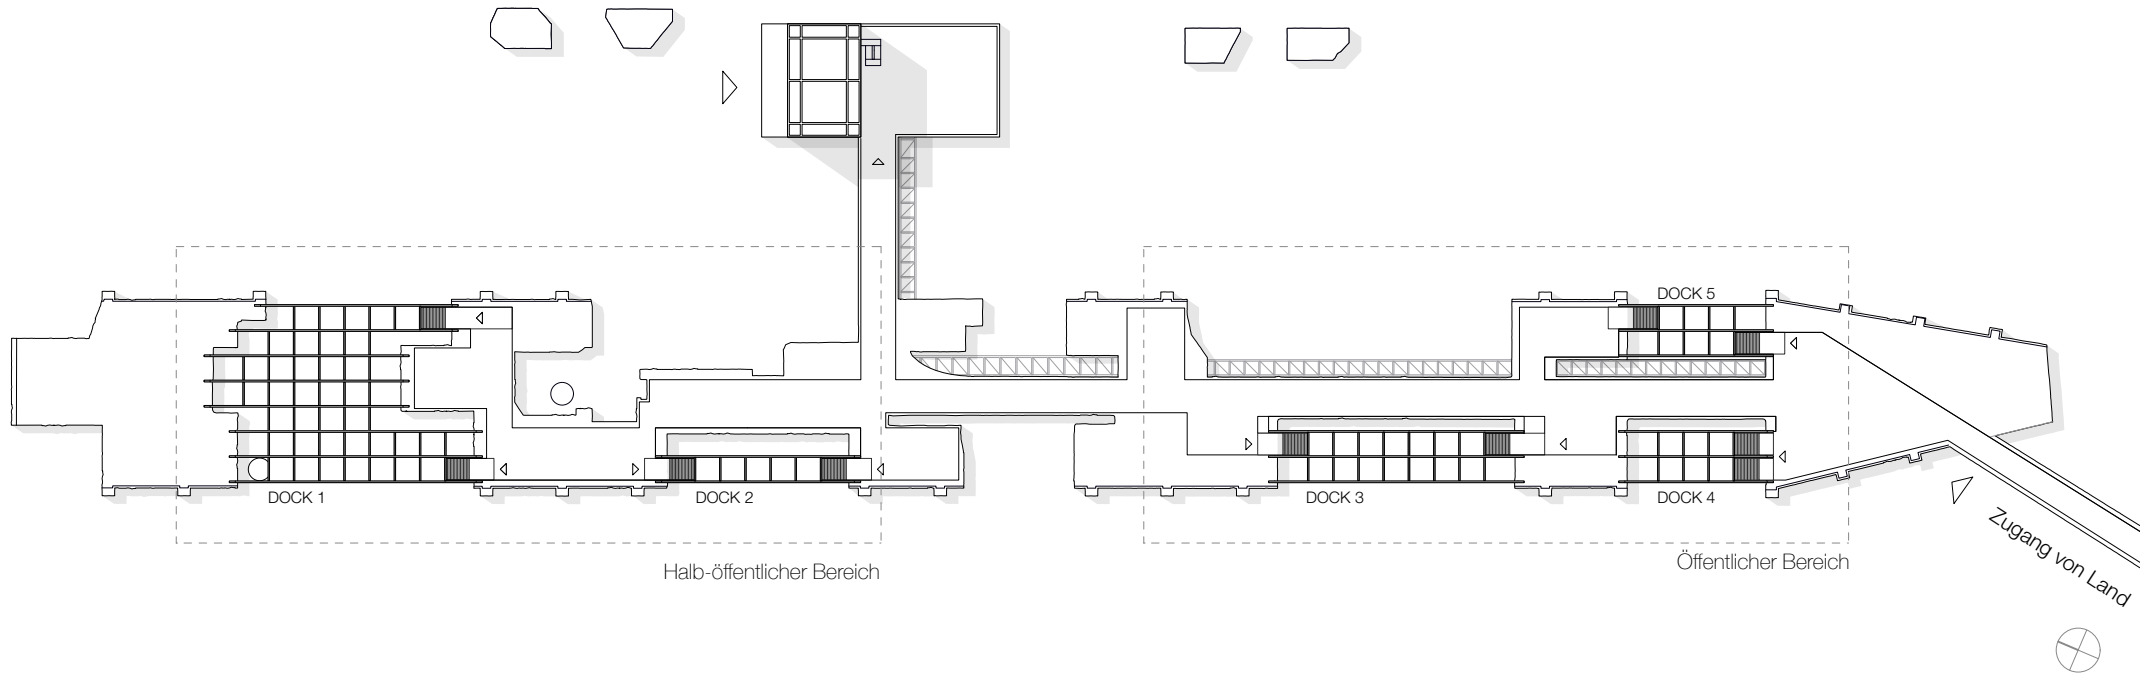 DOCK 5
DOCK 1
DOCK 2
DOCK 3
DOCK 4
Halb-öffentlicher Bereich
Öffentlicher Bereich
Zugang von Land